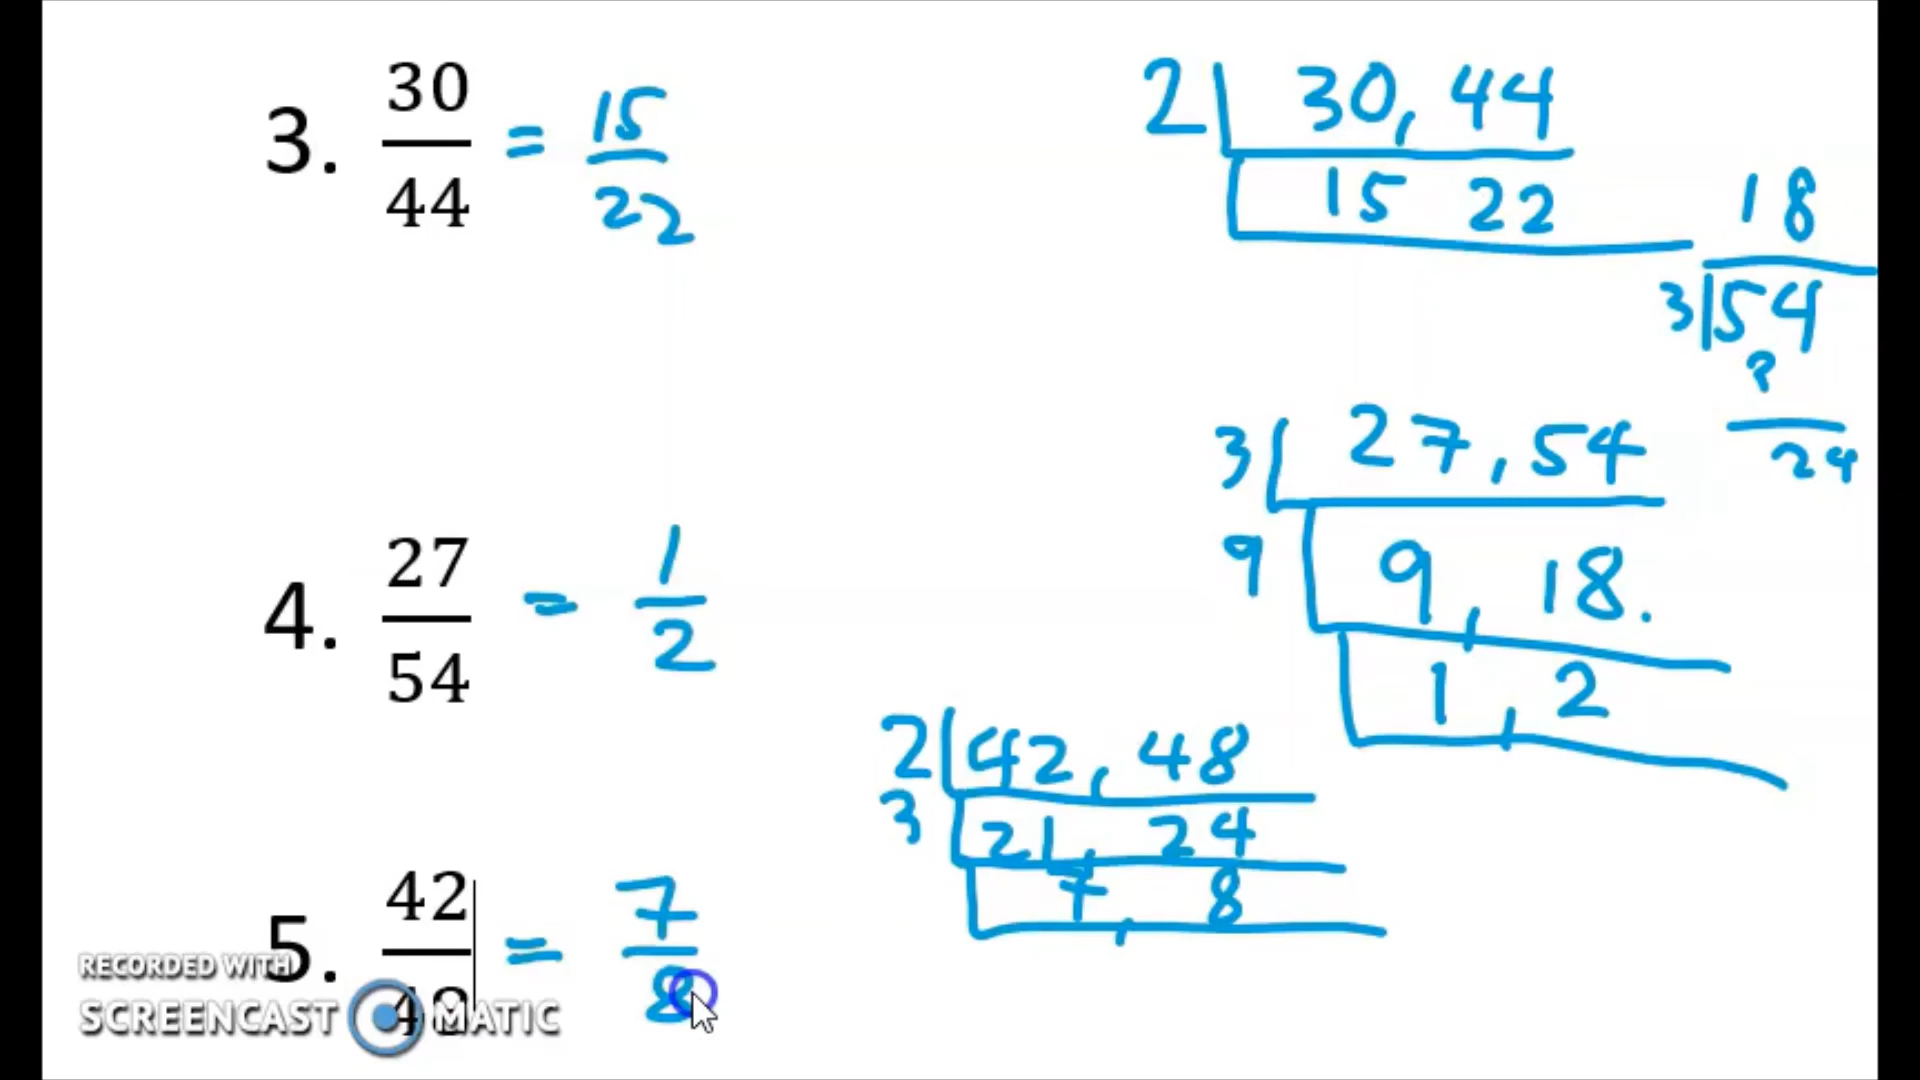 3. 30/44 = 15/22
2 | 30, 44
15 22
18
3 | 54
24
4. 27/54 = 1/2
3 | 27, 54
9 | 9, 18.
1, 2
5. 42/48 = 7/8
2 | 42, 48
3 | 21, 24
7, 8
RECORDED WITH
SCREENCAST MATIC